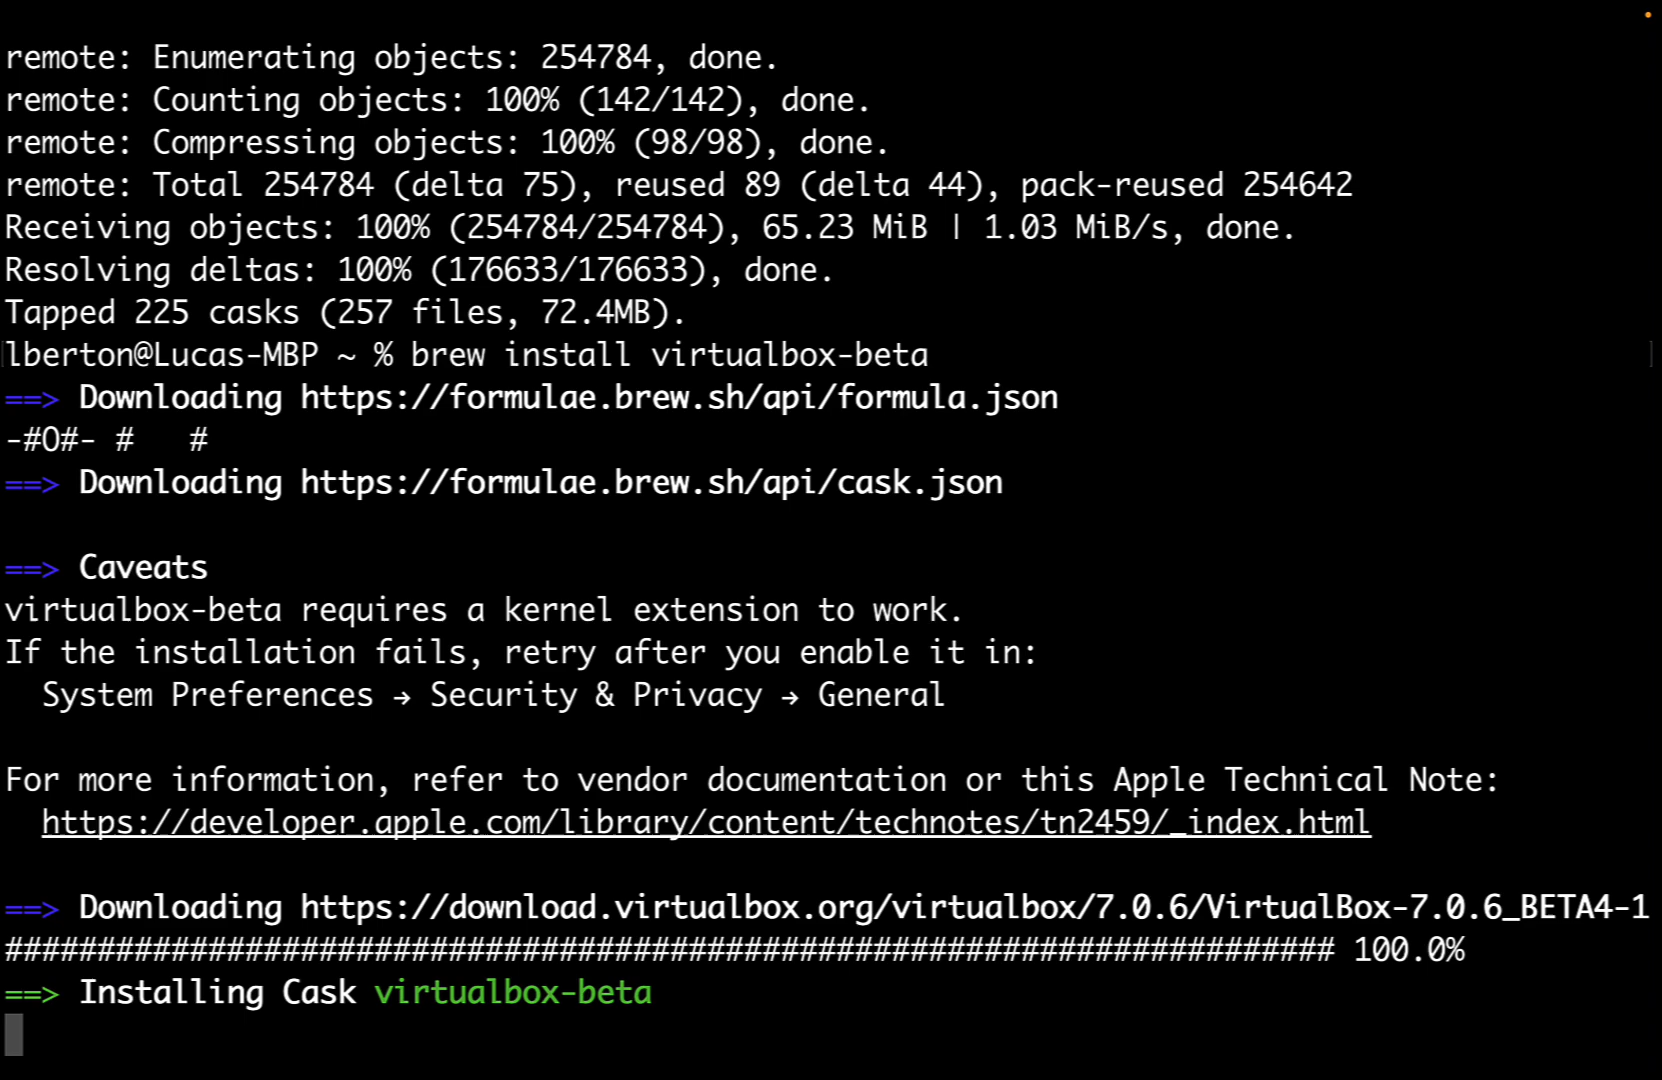 remote: Enumerating objects: 254784, done.
remote: Counting objects: 100% (142/142), done.
remote: Compressing objects: 100% (98/98), done.
remote: Total 254784 (delta 75), reused 89 (delta 44), pack-reused 254642
Receiving objects: 100% (254784/254784), 65.23 MiB | 1.03 MiB/s, done.
Resolving deltas: 100% (176633/176633), done.
Tapped 225 casks (257 files, 72.4MB).
lberton@Lucas-MBP ~ % brew install virtualbox-beta
==> Downloading https://formulae.brew.sh/api/formula.json
-#O#- #   #
==> Downloading https://formulae.brew.sh/api/cask.json
==> Caveats
virtualbox-beta requires a kernel extension to work.
If the installation fails, retry after you enable it in:
  System Preferences → Security & Privacy → General
For more information, refer to vendor documentation or this Apple Technical Note:
  https://developer.apple.com/library/content/technotes/tn2459/_index.html
==> Downloading https://download.virtualbox.org/virtualbox/7.0.6/VirtualBox-7.0.6_BETA4-1
######################################################################## 100.0%
==> Installing Cask virtualbox-beta